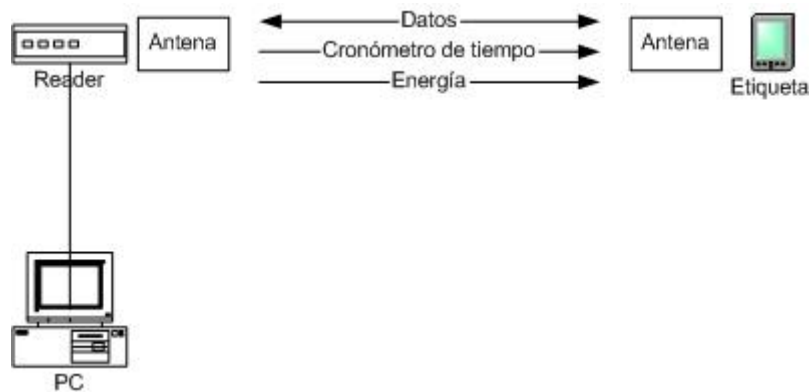 Datos
Antena
Cronómetro de tiempo
Antena
Reader
Energía
Etiqueta
PC